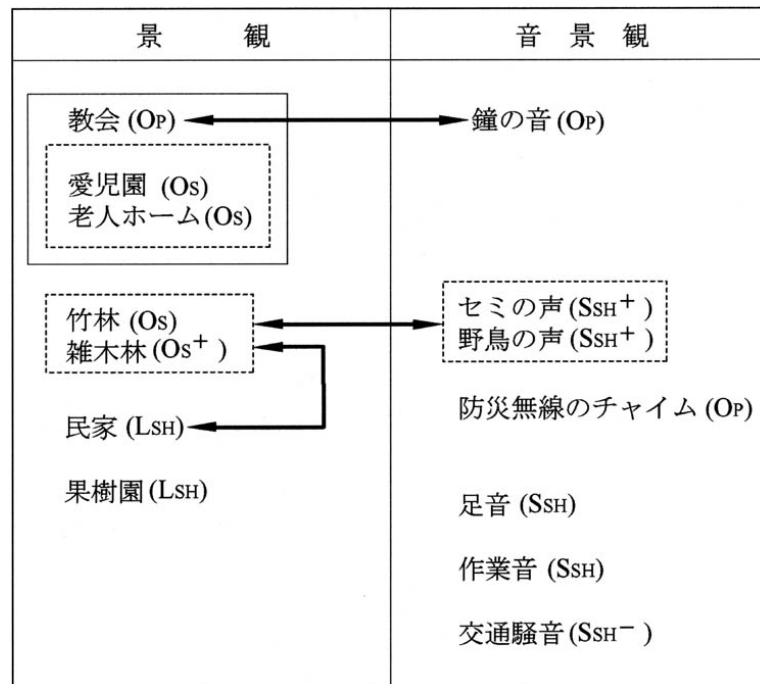 景 観
音 景 観
教会 (OP)
愛児園 (OS)
老人ホーム(OS)
竹林 (OS)
雑木林 (OS+)
民家 (LSH)
果樹園 (LSH)
鐘の音 (OP)
セミの声 (SSH+)
野鳥の声 (SSH+)
防災無線のチャイム (OP)
足音 (SSH)
作業音 (SSH)
交通騒音 (SSH−)